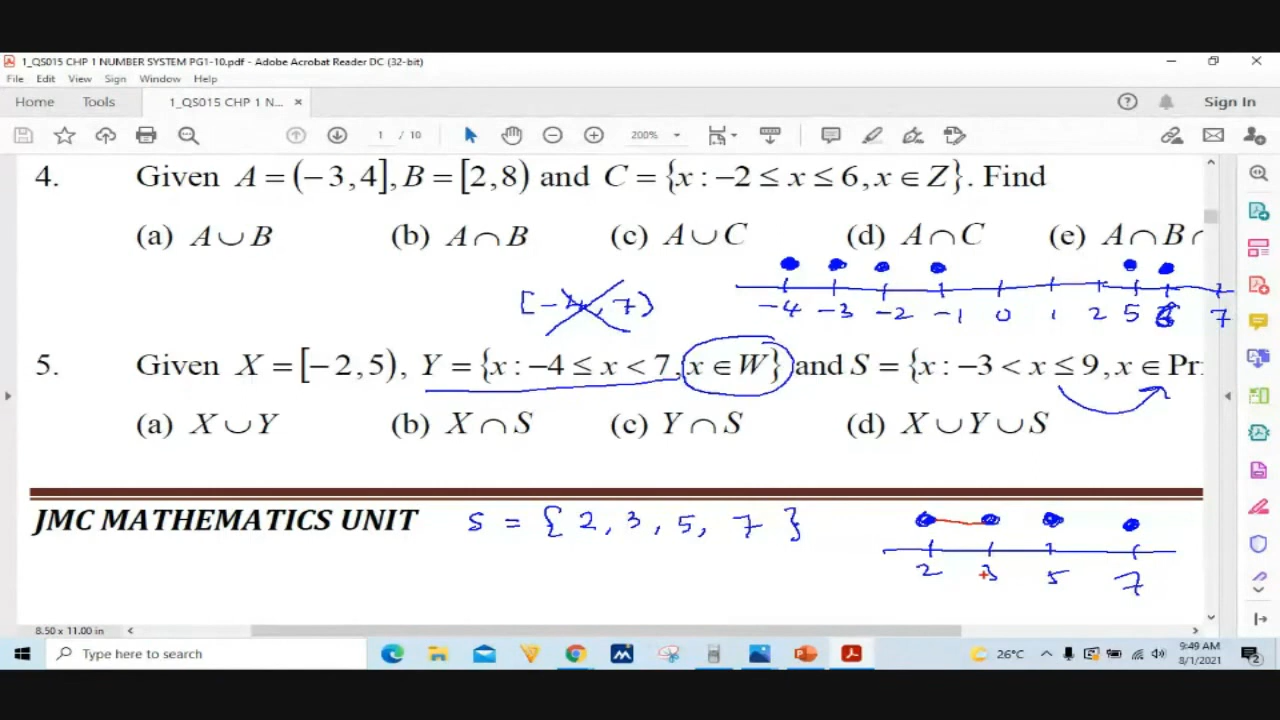 1_QS015 CHP 1 NUMBER SYSTEM PG1-10.pdf - Adobe Acrobat Reader DC (32-bit)
File Edit View Sign Window Help
Home Tools 1_QS015 CHP 1 N... × Sign In
1 / 10 200%
4. Given A = (−3, 4], B = [2, 8) and C = {x : −2 ≤ x ≤ 6, x ∈ Z}. Find
(a) A ∪ B (b) A ∩ B (c) A ∪ C (d) A ∩ C (e) A ∩ B ∩
[−4, 7)
−4 −3 −2 −1 0 1 2 5 6 7
5. Given X = [−2, 5), Y = {x : −4 ≤ x < 7, x ∈ W} and S = {x : −3 < x ≤ 9, x ∈ Pri
(a) X ∪ Y (b) X ∩ S (c) Y ∩ S (d) X ∪ Y ∪ S
JMC MATHEMATICS UNIT S = { 2, 3, 5, 7 }
2 3 5 7
8.50 x 11.00 in
Type here to search 26°C 9:49 AM
8/1/2021 2